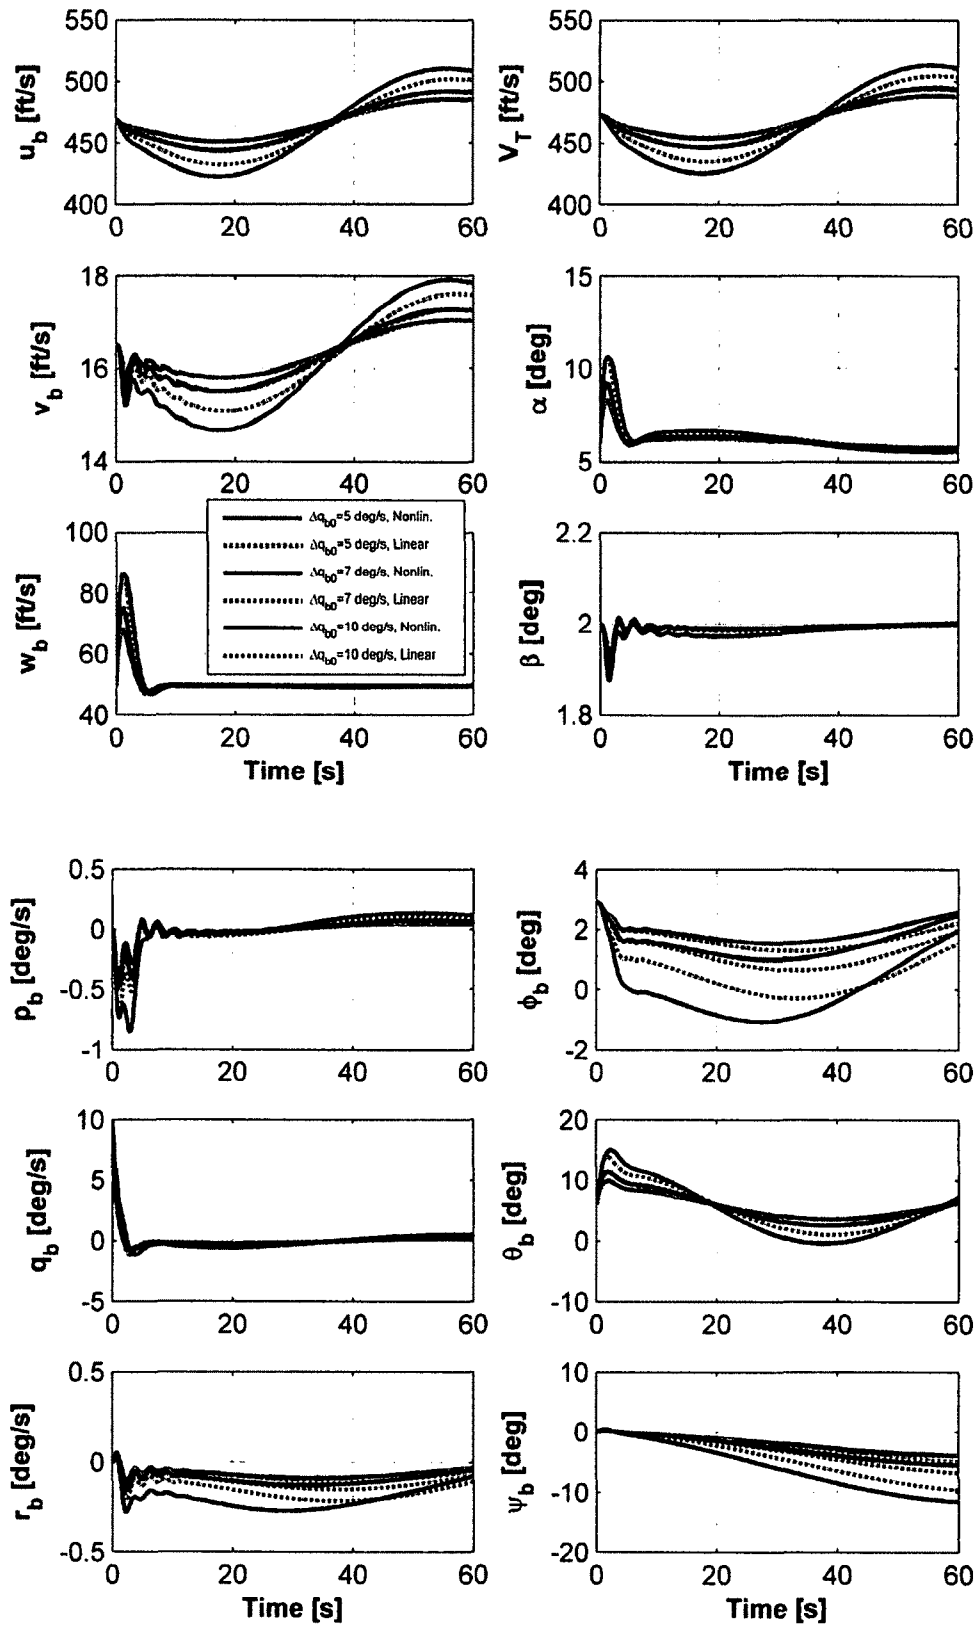 550
500
450
400
u_b [ft/s]
0 20 40 60
550
500
450
400
V_T [ft/s]
0 20 40 60
18
16
14
v_b [ft/s]
0 20 40 60
15
10
5
α [deg]
0 20 40 60
100
80
60
40
w_b [ft/s]
Δq_b0=5 deg/s, Nonlin.
Δq_b0=5 deg/s, Linear
Δq_b0=7 deg/s, Nonlin.
Δq_b0=7 deg/s, Linear
Δq_b0=10 deg/s, Nonlin.
Δq_b0=10 deg/s, Linear
0 20 40 60
Time [s]
2.2
2
1.8
β [deg]
0 20 40 60
Time [s]
0.5
0
-0.5
-1
p_b [deg/s]
0 20 40 60
4
2
0
-2
ϕ_b [deg]
0 20 40 60
10
5
0
-5
q_b [deg/s]
0 20 40 60
20
10
0
-10
θ_b [deg]
0 20 40 60
0.5
0
-0.5
r_b [deg/s]
0 20 40 60
Time [s]
10
0
-10
-20
ψ_b [deg]
0 20 40 60
Time [s]